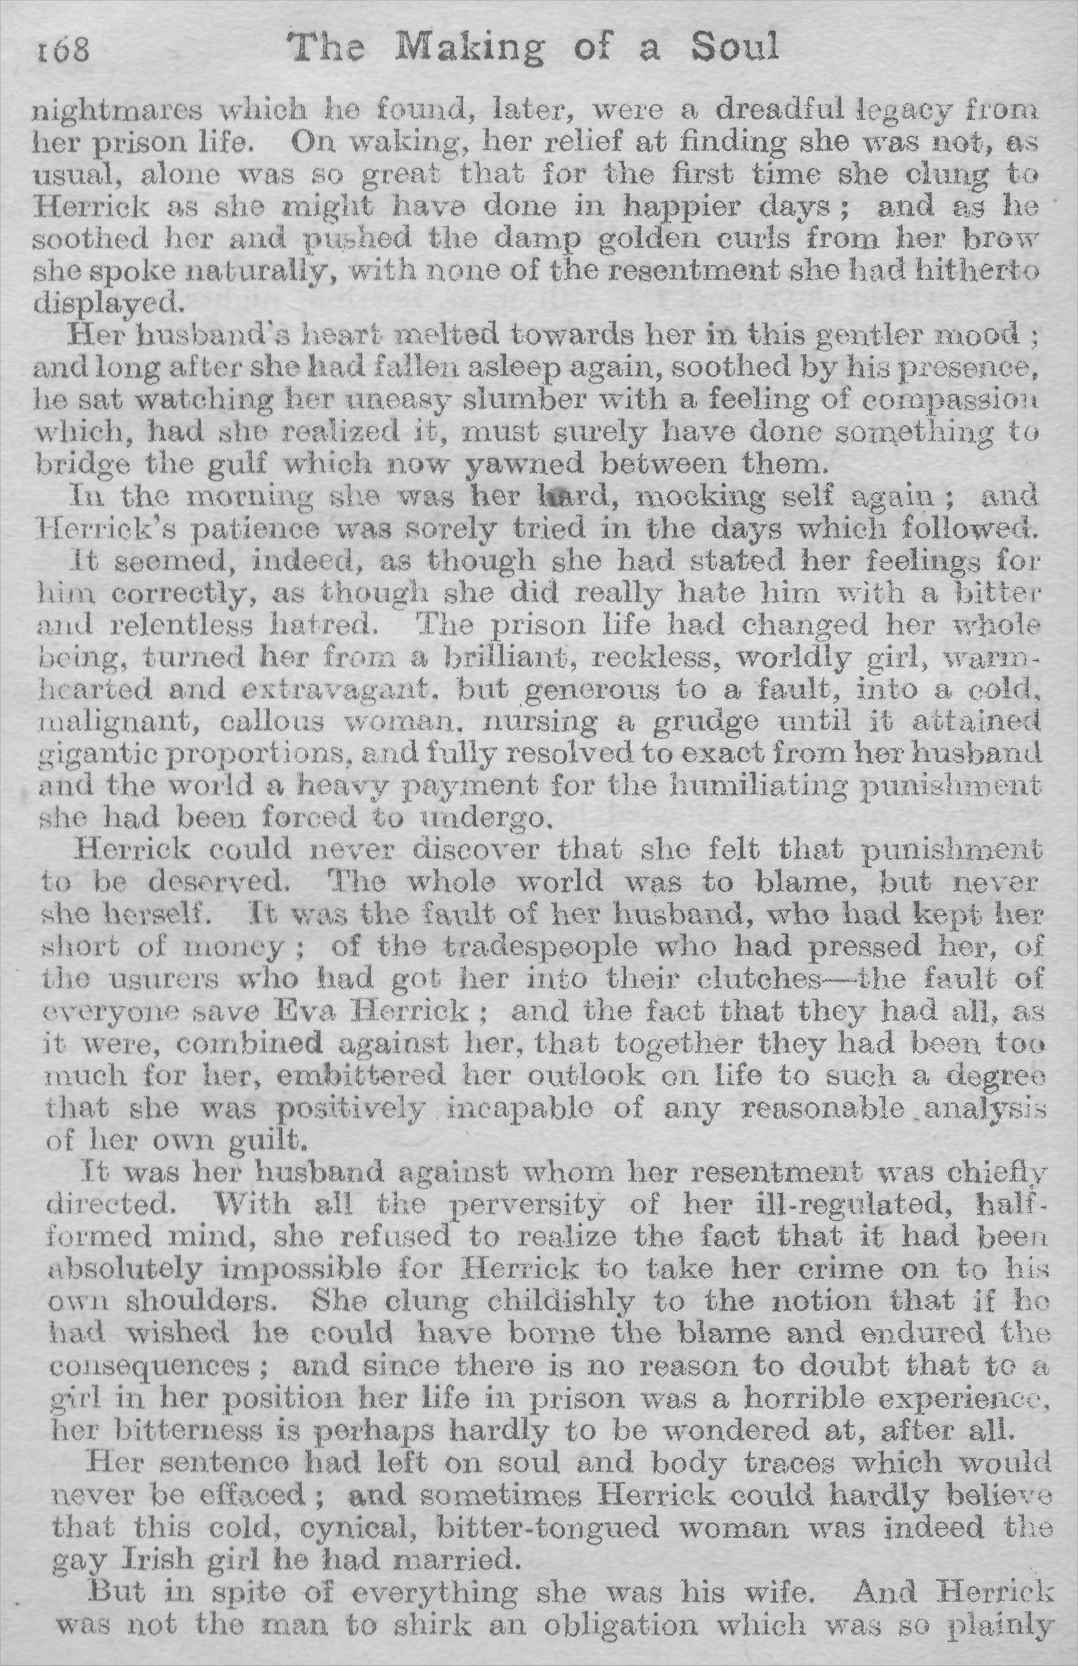 168 The Making of a Soul
nightmares which he found, later, were a dreadful legacy from
her prison life. On waking, her relief at finding she was not, as
usual, alone was so great that for the first time she clung to
Herrick as she might have done in happier days ; and as he
soothed her and pushed the damp golden curls from her brow
she spoke naturally, with none of the resentment she had hitherto
displayed.
Her husband's heart melted towards her in this gentler mood ;
and long after she had fallen asleep again, soothed by his presence,
he sat watching her uneasy slumber with a feeling of compassion
which, had she realized it, must surely have done something to
bridge the gulf which now yawned between them.
In the morning she was her hard, mocking self again ; and
Herrick's patience was sorely tried in the days which followed.
It seemed, indeed, as though she had stated her feelings for
him correctly, as though she did really hate him with a bitter
and relentless hatred. The prison life had changed her whole
being, turned her from a brilliant, reckless, worldly girl, warm-
hearted and extravagant, but generous to a fault, into a cold,
malignant, callous woman, nursing a grudge until it attained
gigantic proportions, and fully resolved to exact from her husband
and the world a heavy payment for the humiliating punishment
she had been forced to undergo.
Herrick could never discover that she felt that punishment
to be deserved. The whole world was to blame, but never
she herself. It was the fault of her husband, who had kept her
short of money ; of the tradespeople who had pressed her, of
the usurers who had got her into their clutches—the fault of
everyone save Eva Herrick ; and the fact that they had all, as
it were, combined against her, that together they had been too
much for her, embittered her outlook on life to such a degree
that she was positively incapable of any reasonable analysis
of her own guilt.
It was her husband against whom her resentment was chiefly
directed. With all the perversity of her ill-regulated, half-
formed mind, she refused to realize the fact that it had been
absolutely impossible for Herrick to take her crime on to his
own shoulders. She clung childishly to the notion that if he
had wished he could have borne the blame and endured the
consequences ; and since there is no reason to doubt that to a
girl in her position her life in prison was a horrible experience,
her bitterness is perhaps hardly to be wondered at, after all.
Her sentence had left on soul and body traces which would
never be effaced ; and sometimes Herrick could hardly believe
that this cold, cynical, bitter-tongued woman was indeed the
gay Irish girl he had married.
But in spite of everything she was his wife. And Herrick
was not the man to shirk an obligation which was so plainly